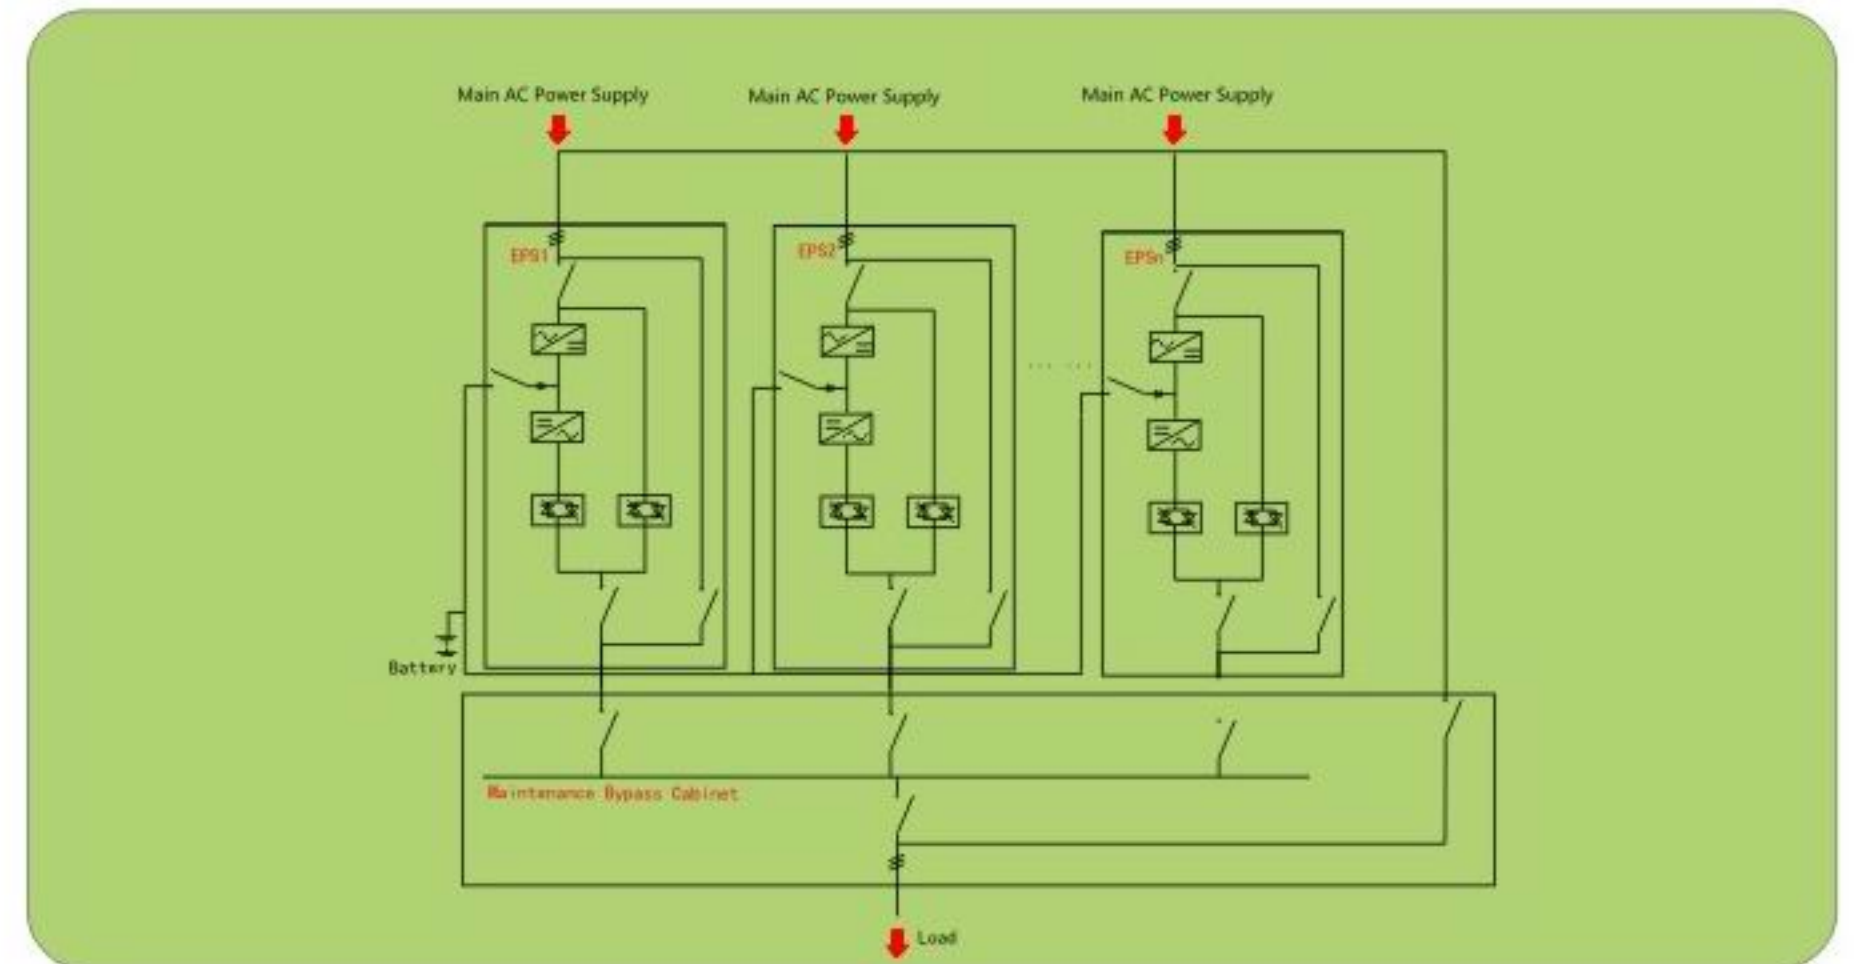 Main AC Power Supply
Main AC Power Supply
Main AC Power Supply
EPS1
EPS2
EPSn
... ...
Battery
Maintenance Bypass Cabinet
Load